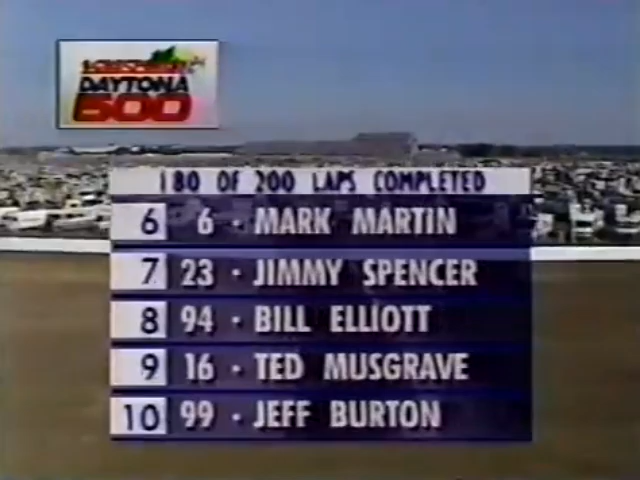 DAYTONA
500
180 OF 200 LAPS COMPLETED
6 6 - MARK MARTIN
7 23 - JIMMY SPENCER
8 94 - BILL ELLIOTT
9 16 - TED MUSGRAVE
10 99 - JEFF BURTON